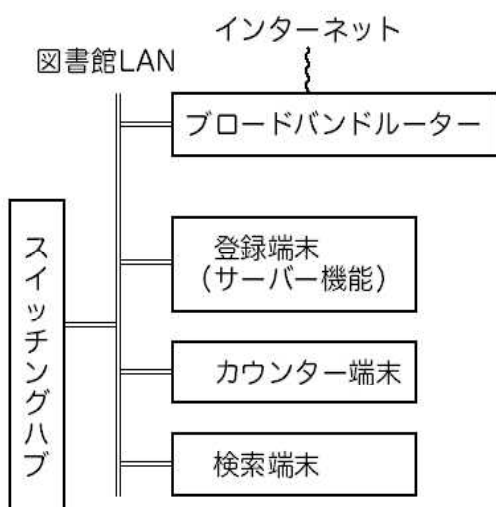 インターネット
図書館LAN
ブロードバンドルーター
スイッチングハブ
登録端末
(サーバー機能)
カウンター端末
検索端末